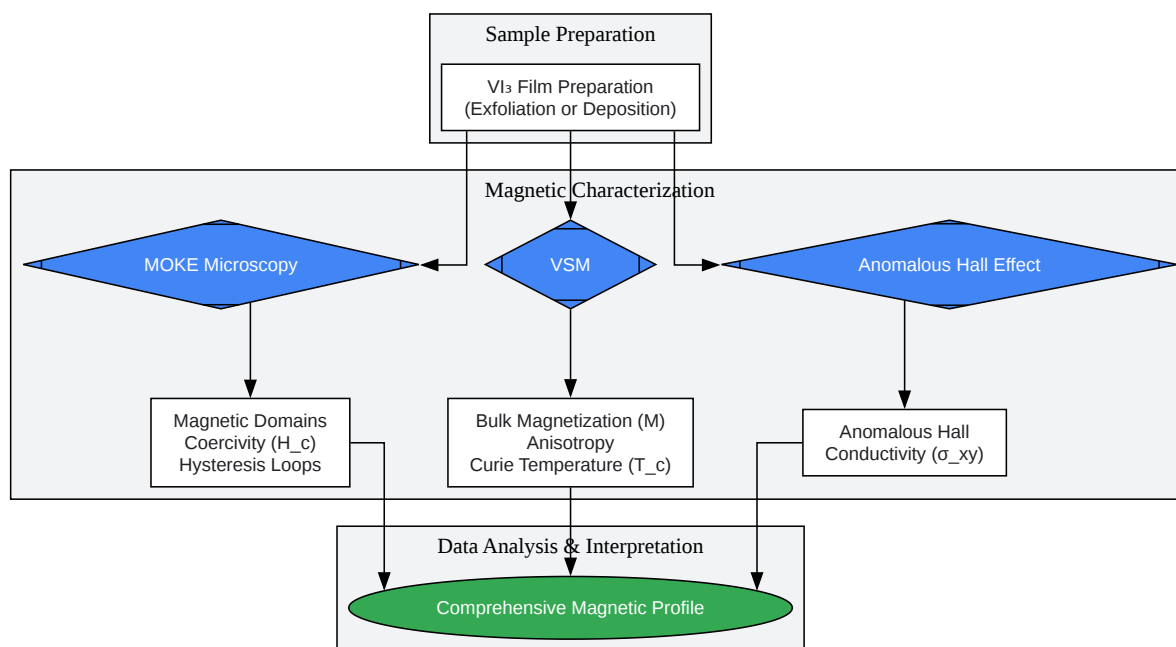 Sample Preparation
VI₃ Film Preparation
(Exfoliation or Deposition)
Magnetic Characterization
MOKE Microscopy
VSM
Anomalous Hall Effect
Magnetic Domains
Coercivity (H_c)
Hysteresis Loops
Bulk Magnetization (M)
Anisotropy
Curie Temperature (T_c)
Anomalous Hall
Conductivity (σ_xy)
Data Analysis & Interpretation
Comprehensive Magnetic Profile